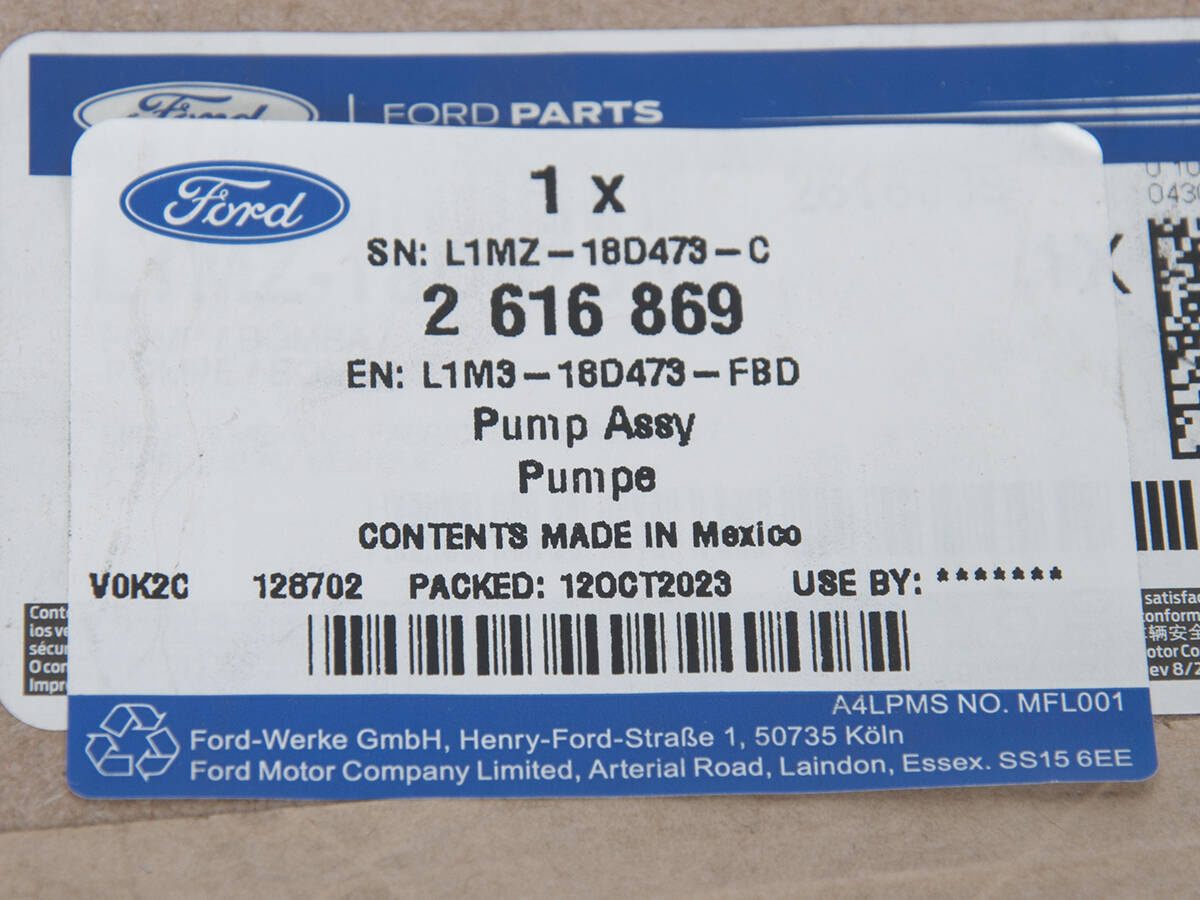 Ford | FORD PARTS
Ford
1 x
SN: L1MZ-18D473-C
2 616 869
EN: L1M3-18D473-FBD
Pump Assy
Pumpe
CONTENTS MADE IN Mexico
V0K2C 128702 PACKED: 12OCT2023 USE BY: *******
A4LPMS NO. MFL001
Ford-Werke GmbH, Henry-Ford-Straße 1, 50735 Köln
Ford Motor Company Limited, Arterial Road, Laindon, Essex. SS15 6EE